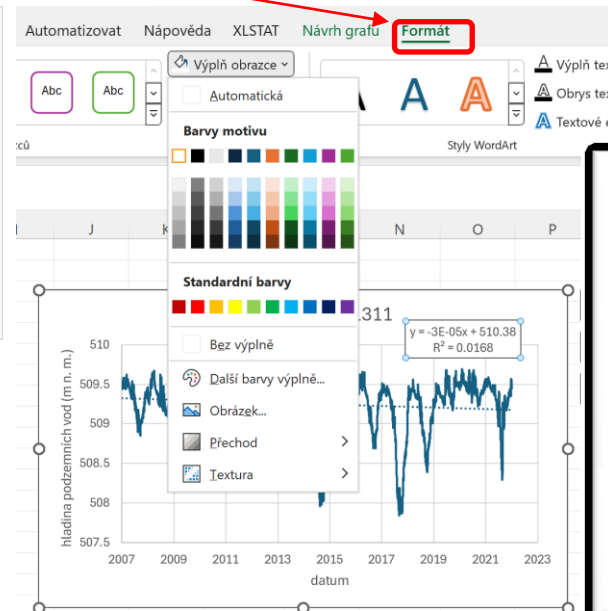 Automatizovat Nápověda XLSTAT Návrh grafu Formát
Abc Abc
Výplň obrazce
A A
A Výplň
A Obrys
A Textové
Styly WordArt
Automatická
Barvy motivu
Standardní barvy
Bez výplně
Další barvy výplně...
Obrázek...
Přechod
Textura
J N O P
311
y = -3E-05x + 510.38
R² = 0.0168
hladina podzemních vod (m n. m.)
510
509.5
509
508.5
508
507.5
2007 2009 2011 2013 2015 2017 2019 2021 2023
datum